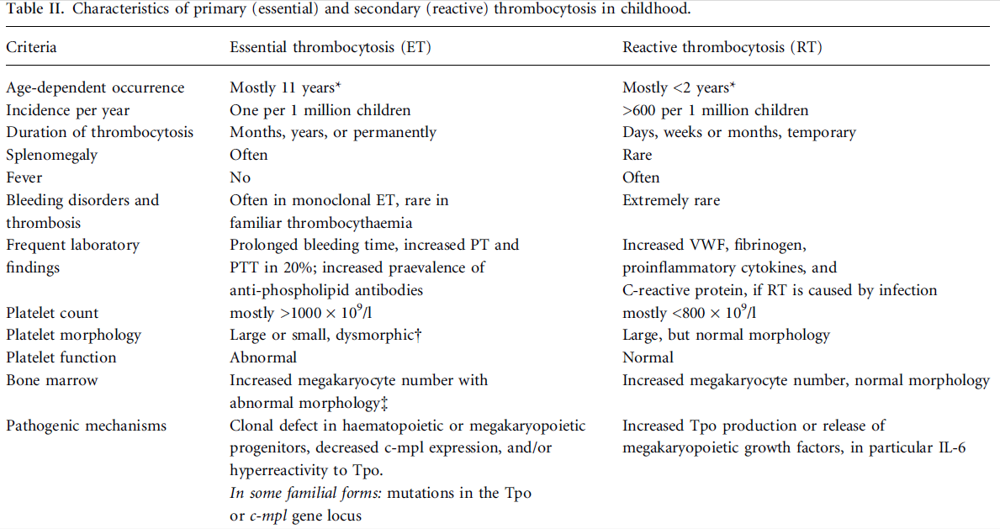 Table II. Characteristics of primary (essential) and secondary (reactive) thrombocytosis in childhood.
Criteria Essential thrombocytosis (ET) Reactive thrombocytosis (RT)
Age-dependent occurrence Mostly 11 years* Mostly <2 years*
Incidence per year One per 1 million children >600 per 1 million children
Duration of thrombocytosis Months, years, or permanently Days, weeks or months, temporary
Splenomegaly Often Rare
Fever No Often
Bleeding disorders and Often in monoclonal ET, rare in Extremely rare
thrombosis familiar thrombocythaemia
Frequent laboratory Prolonged bleeding time, increased PT and Increased VWF, fibrinogen,
findings PTT in 20%; increased praevalence of proinflammatory cytokines, and
anti-phospholipid antibodies C-reactive protein, if RT is caused by infection
Platelet count mostly >1000 × 10⁹/l mostly <800 × 10⁹/l
Platelet morphology Large or small, dysmorphic† Large, but normal morphology
Platelet function Abnormal Normal
Bone marrow Increased megakaryocyte number with Increased megakaryocyte number, normal morphology
abnormal morphology‡
Pathogenic mechanisms Clonal defect in haematopoietic or megakaryopoietic Increased Tpo production or release of
progenitors, decreased c-mpl expression, and/or megakaryopoietic growth factors, in particular IL-6
hyperreactivity to Tpo.
In some familial forms: mutations in the Tpo
or c-mpl gene locus